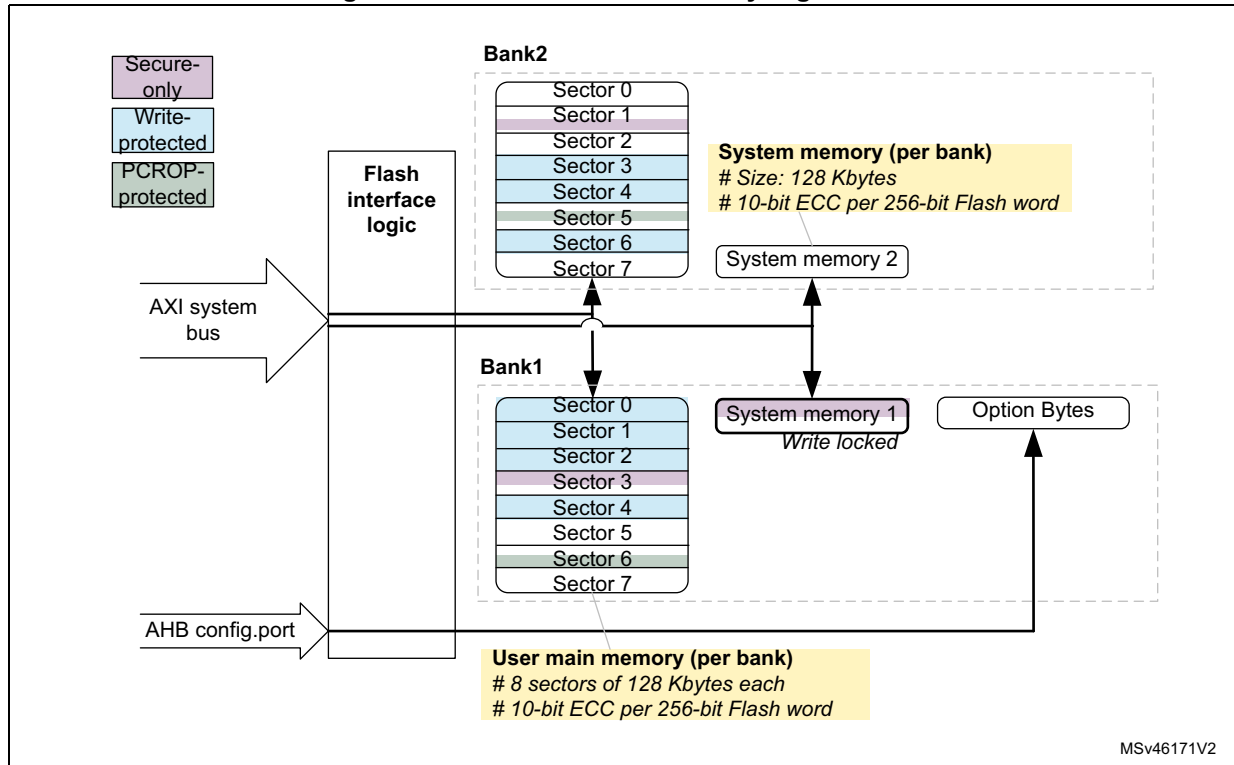 Bank2
Secure-
only
Write-
protected
PCROP-
protected
Flash
interface
logic
Sector 0
Sector 1
Sector 2
Sector 3
Sector 4
Sector 5
Sector 6
Sector 7
System memory (per bank)
# Size: 128 Kbytes
# 10-bit ECC per 256-bit Flash word
System memory 2
AXI system
bus
Bank1
Sector 0
Sector 1
Sector 2
Sector 3
Sector 4
Sector 5
Sector 6
Sector 7
System memory 1
Write locked
Option Bytes
AHB config.port
User main memory (per bank)
# 8 sectors of 128 Kbytes each
# 10-bit ECC per 256-bit Flash word
MSv46171V2